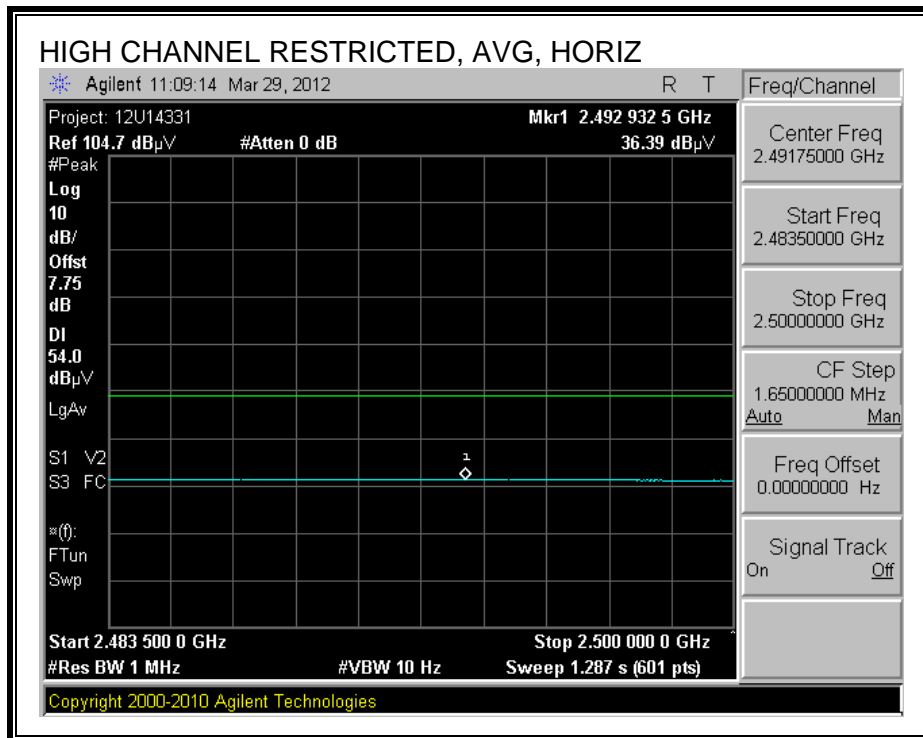 HIGH CHANNEL RESTRICTED, AVG, HORIZ
Agilent 11:09:14 Mar 29, 2012 R T
Project: 12U14331 Mkr1 2.492 932 5 GHz
Ref 104.7 dBµV #Atten 0 dB 36.39 dBµV
#Peak
Log
10
dB/
Offst
7.75
dB
DI
54.0
dBµV
LgAv
S1 V2
S3 FC
¤(f):
FTun
Swp
1
Start 2.483 500 0 GHz Stop 2.500 000 0 GHz ^
#Res BW 1 MHz #VBW 10 Hz Sweep 1.287 s (601 pts)
Copyright 2000-2010 Agilent Technologies
Freq/Channel
Center Freq
2.49175000 GHz
Start Freq
2.48350000 GHz
Stop Freq
2.50000000 GHz
CF Step
1.65000000 MHz
Auto Man
Freq Offset
0.00000000 Hz
Signal Track
On Off